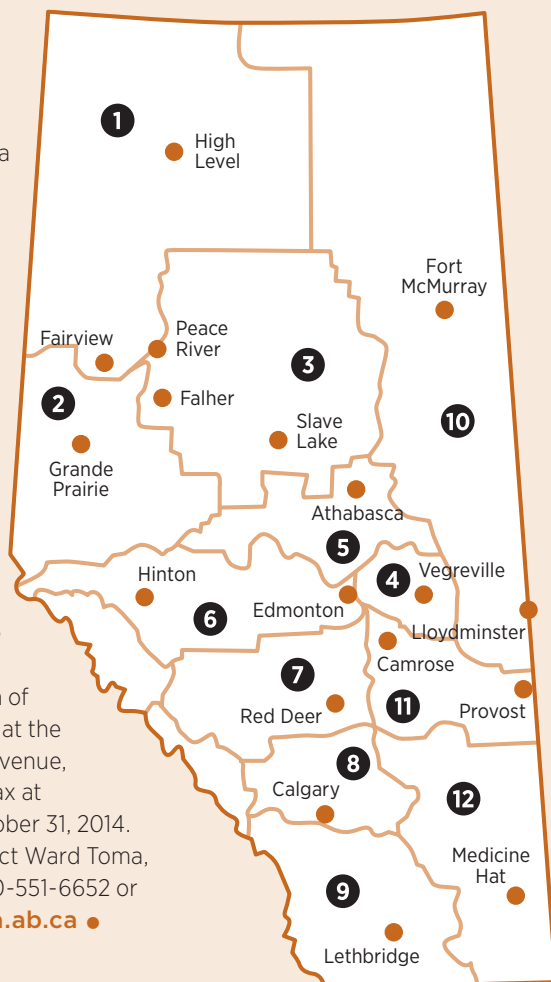 1
a
High
Level
Fort
McMurray
Fairview
Peace
River
3
2
Falher
10
Slave
Lake
Grande
Prairie
Athabasca
5
Hinton
4
Vegreville
Edmonton
6
Lloydminster
Camrose
7
of
Red Deer
11
Provost
at the
venue,
8
ax at
Calgary
12
ober 31, 2014.
ct Ward Toma,
Medicine
Hat
0-551-6652 or
9
.ab.ca
Lethbridge